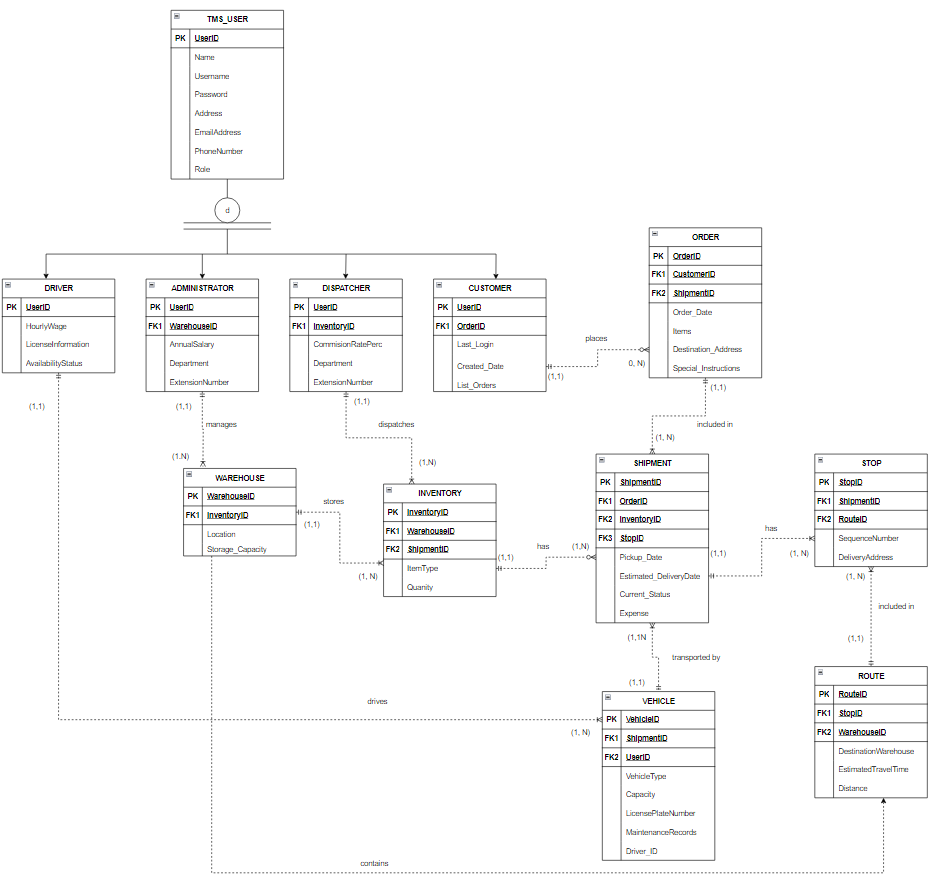 TMS_USER
PK UserID
Name
Username
Password
Address
EmailAddress
PhoneNumber
Role
d
ORDER
PK OrderID
FK1 CustomerID
FK2 ShipmentID
Order_Date
Items
Destination_Address
Special_Instructions
DRIVER
PK UserID
HourlyWage
LicenseInformation
AvailabilityStatus
ADMINISTRATOR
PK UserID
FK1 WarehouseID
AnnualSalary
Department
ExtensionNumber
DISPATCHER
PK UserID
FK1 InventoryID
CommisionRatePerc
Department
ExtensionNumber
CUSTOMER
PK UserID
FK1 OrderID
Last_Login
Created_Date
List_Orders
places
(1,1)
0, N)
(1,1)
(1,1)
manages
(1.N)
(1,1)
dispatches
(1,N)
(1,1)
included in
(1, N)
WAREHOUSE
PK WarehouseID
FK1 InventoryID
Location
Storage_Capacity
stores
(1,1)
(1, N)
INVENTORY
PK InventoryID
FK1 WarehouseID
FK2 ShipmentID
ItemType
Quanity
(1,1)
has
(1,N)
SHIPMENT
PK ShipmentID
FK1 OrderID
FK2 InventoryID
FK3 StopID
Pickup_Date
Estimated_DeliveryDate
Current_Status
Expense
(1,1)
has
(1, N)
STOP
PK StopID
FK1 ShipmentID
FK2 RouteID
SequenceNumber
DeliveryAddress
(1, N)
included in
(1,1)
(1,1N
transported by
(1,1)
drives
(1, N)
VEHICLE
PK VehicleID
FK1 ShipmentID
FK2 UserID
VehicleType
Capacity
LicensePlateNumber
MaintenanceRecords
Driver_ID
ROUTE
PK RouteID
FK1 StopID
FK2 WarehouseID
DestinationWarehouse
EstimatedTravelTime
Distance
contains